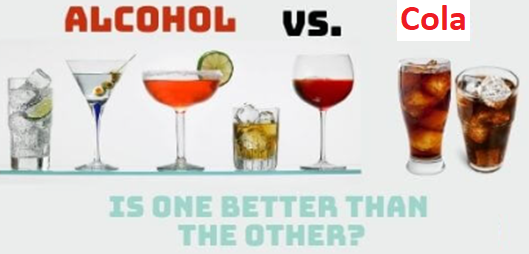 ALCOHOL VS. Cola
IS ONE BETTER THAN
THE OTHER?